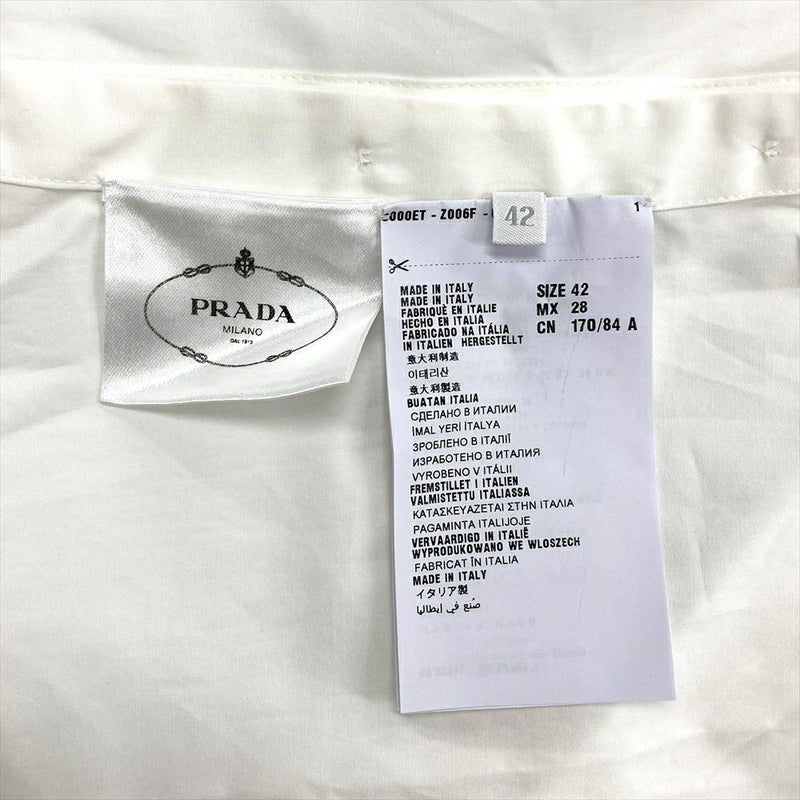 PRADA
MILANO
DAL 1913
42
000ET - Z006F -
1
MADE IN ITALY
MADE IN ITALY
FABRIQUÉ EN ITALIE
HECHO EN ITALIA
FABRICADO NA ITÁLIA
IN ITALIEN HERGESTELLT
意大利制造
이태리산
意大利製造
BUATAN ITALIA
СДЕЛАНО В ИТАЛИИ
İMAL YERİ İTALYA
ЗРОБЛЕНО В ІТАЛІЇ
ИЗРАБОТЕНО В ИТАЛИЯ
VYROBENO V ITÁLII
FREMSTILLET I ITALIEN
VALMISTETTU ITALIASSA
ΚΑΤΑΣΚΕΥΑΖΕΤΑΙ ΣΤΗΝ ΙΤΑΛΙΑ
PAGAMINTA ITALIJOJE
VERVAARDIGD IN ITALIË
WYPRODUKOWANO WE WLOSZECH
FABRICAT ÎN ITALIA
MADE IN ITALY
イタリア製
صنع في إيطاليا
SIZE 42
MX 28
CN 170/84 A